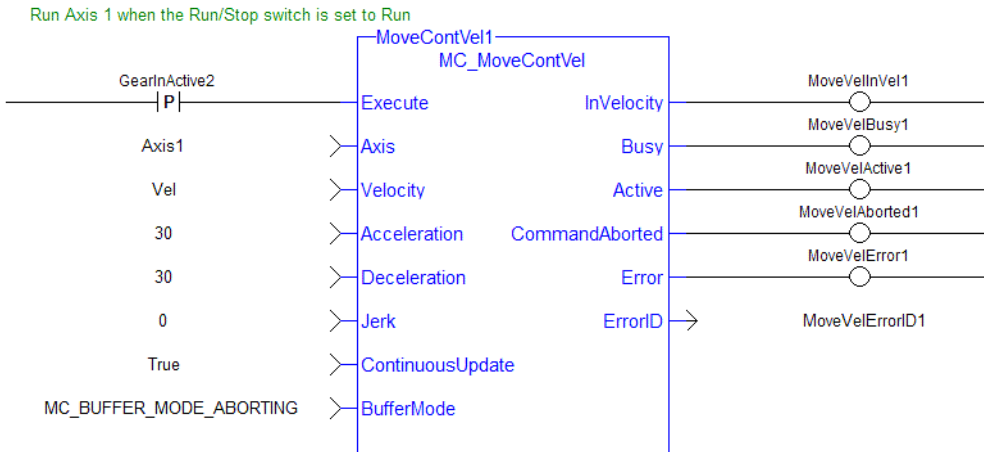 Run Axis 1 when the Run/Stop switch is set to Run
MoveContVel1
MC_MoveContVel
GearInActive2
P
Execute
InVelocity
MoveVelInVel1
Axis1
Axis
Busy
MoveVelBusy1
Vel
Velocity
Active
MoveVelActive1
30
Acceleration
CommandAborted
MoveVelAborted1
30
Deceleration
Error
MoveVelError1
0
Jerk
ErrorID
MoveVelErrorID1
True
ContinuousUpdate
MC_BUFFER_MODE_ABORTING
BufferMode